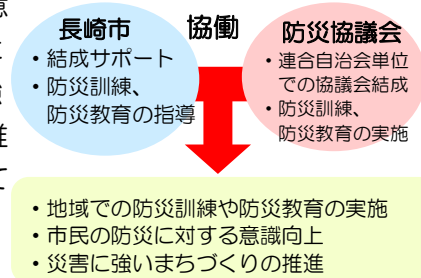 長崎市
・結成サポート
・防災訓練、
防災教育の指導
協働
防災協議会
・連合自治会単位
での協議会結成
・防災訓練、
防災教育の実施
・地域での防災訓練や防災教育の実施
・市民の防災に対する意識向上
・災害に強いまちづくりの推進